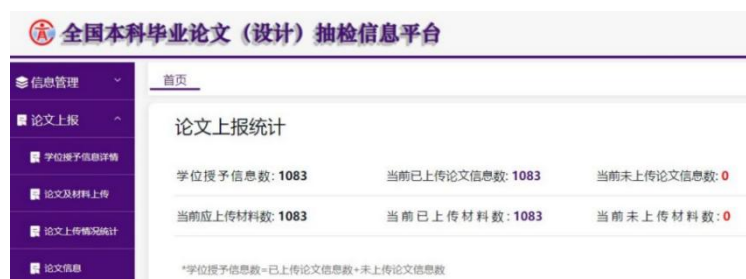 全国本科毕业论文（设计）抽检信息平台
信息管理
首页
论文上报
论文上报统计
学位授予信息详情
学位授予信息数: 1083 当前已上传论文信息数: 1083 当前未上传论文信息数: 0
论文及材料上传
当前应上传材料数: 1083 当前已上传材料数: 1083 当前未上传材料数: 0
论文上传情况统计
论文信息
*学位授予信息数=已上传论文信息数+未上传论文信息数